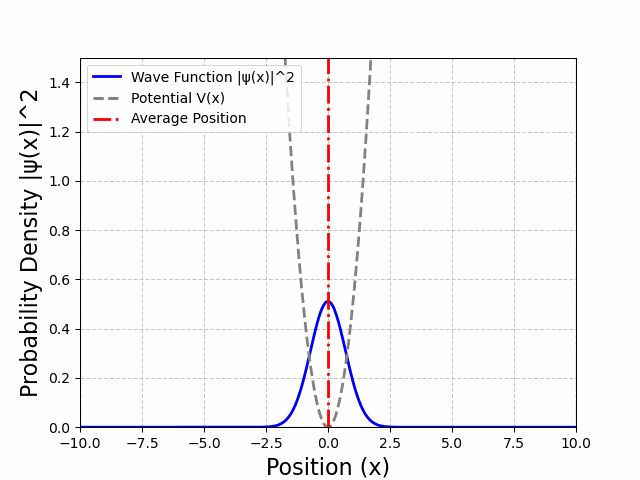 Wave Function |ψ(x)|^2
Potential V(x)
Average Position
Probability Density |ψ(x)|^2
1.4
1.2
1.0
0.8
0.6
0.4
0.2
0.0
−10.0 −7.5 −5.0 −2.5 0.0 2.5 5.0 7.5 10.0
Position (x)